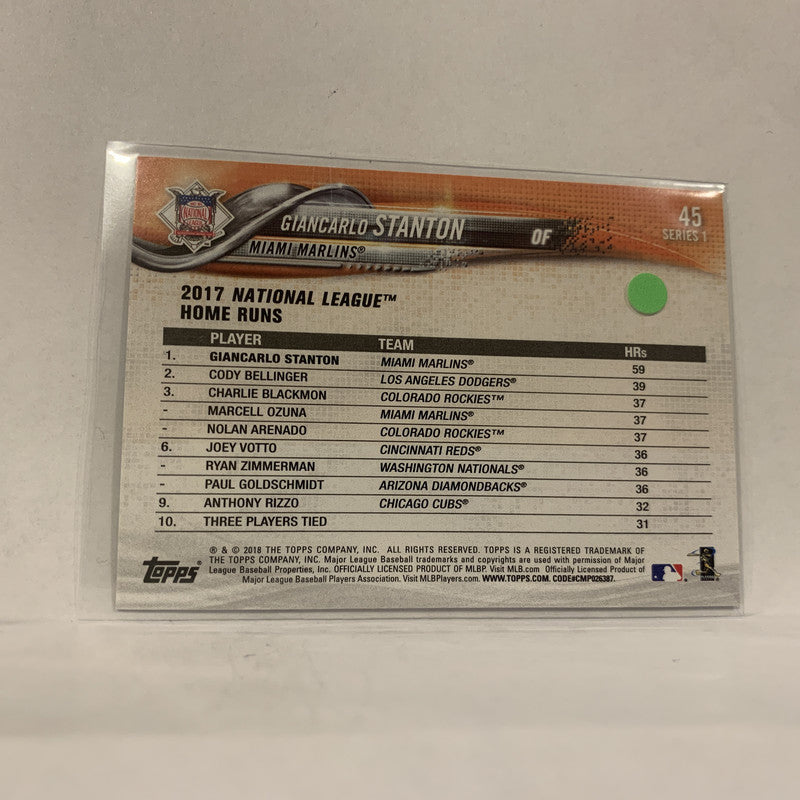 NATIONAL LEAGUE
GIANCARLO STANTON OF
45
SERIES 1
MIAMI MARLINS®
2017 NATIONAL LEAGUE™
HOME RUNS
PLAYER TEAM HRs
1. GIANCARLO STANTON MIAMI MARLINS® 59
2. CODY BELLINGER LOS ANGELES DODGERS® 39
3. CHARLIE BLACKMON COLORADO ROCKIES™ 37
- MARCELL OZUNA MIAMI MARLINS® 37
- NOLAN ARENADO COLORADO ROCKIES™ 37
6. JOEY VOTTO CINCINNATI REDS® 36
- RYAN ZIMMERMAN WASHINGTON NATIONALS® 36
- PAUL GOLDSCHMIDT ARIZONA DIAMONDBACKS® 36
9. ANTHONY RIZZO CHICAGO CUBS® 32
10. THREE PLAYERS TIED 31
® & © 2018 THE TOPPS COMPANY, INC. ALL RIGHTS RESERVED. TOPPS IS A REGISTERED TRADEMARK OF
THE TOPPS COMPANY, INC. Major League Baseball trademarks and copyrights are used with permission of Major
League Baseball Properties, Inc. OFFICIALLY LICENSED PRODUCT OF MLBP. Visit MLB.com Officially Licensed Product of
Major League Baseball Players Association. Visit MLBPlayers.com. WWW.TOPPS.COM. CODE#CMP026387.
topps®